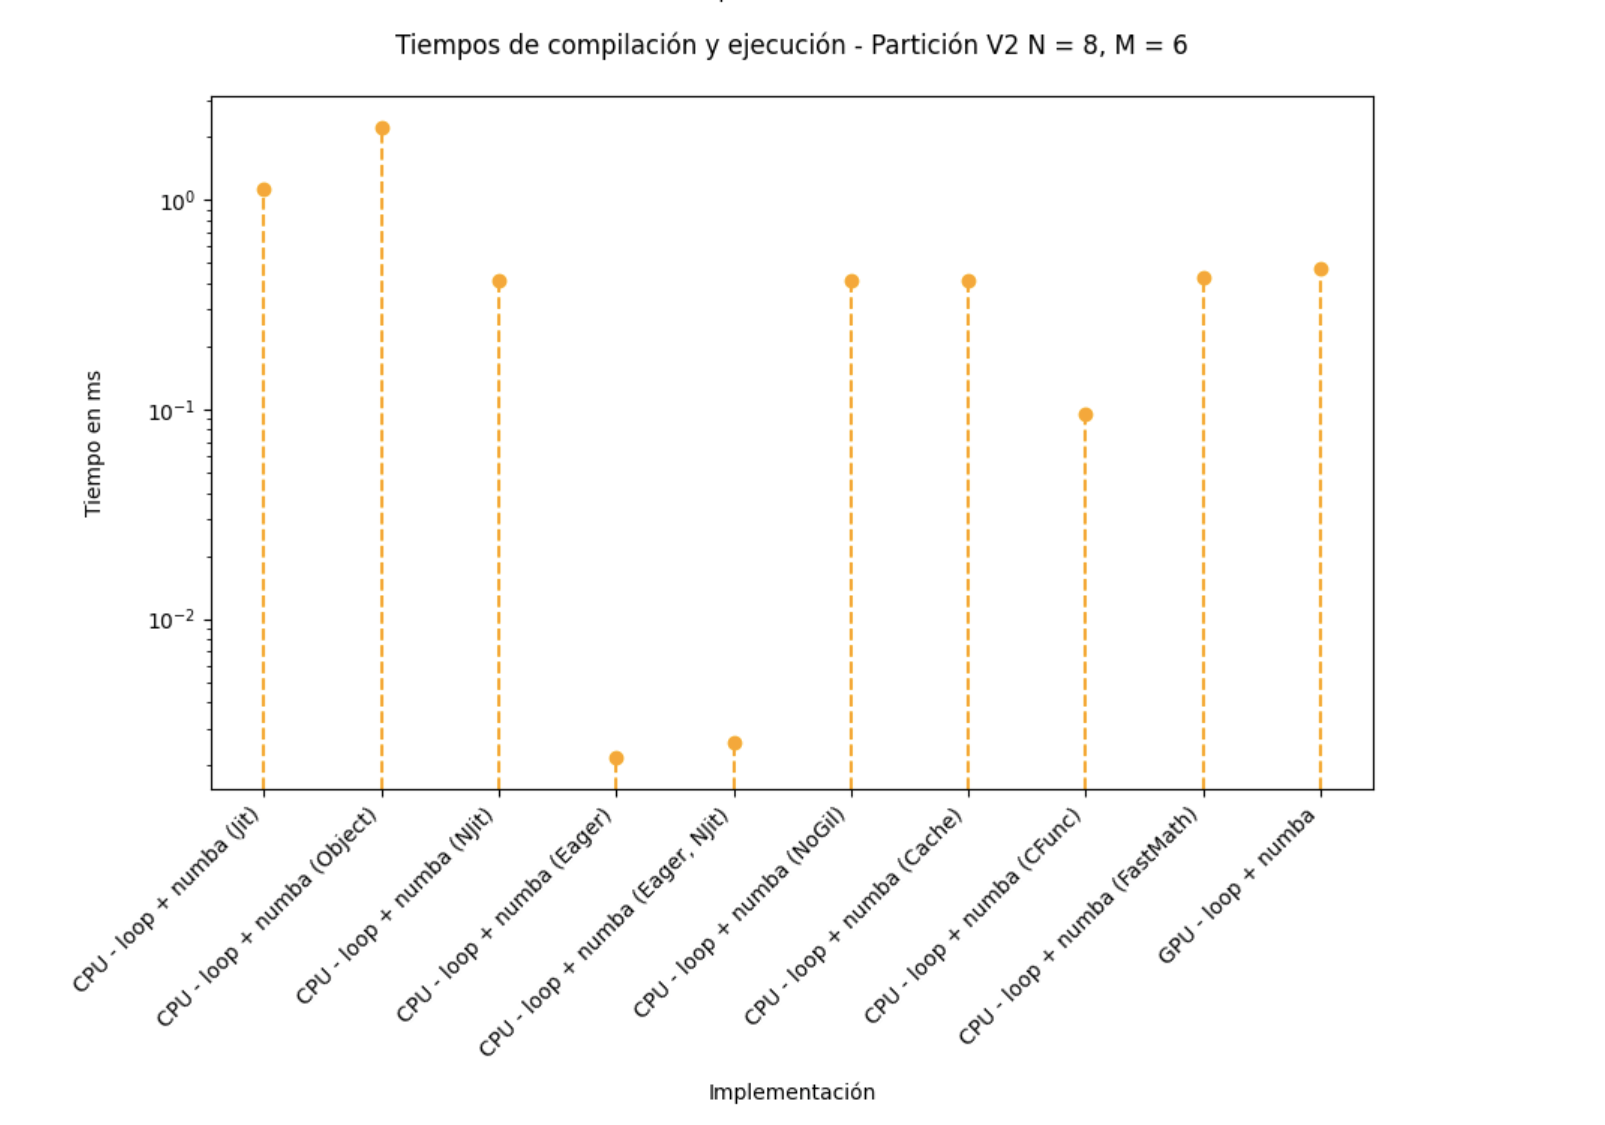 Tiempos de compilación y ejecución - Partición V2 N = 8, M = 6
10⁰
10⁻¹
10⁻²
Tiempo en ms
CPU - loop + numba (jit)
CPU - loop + numba (Object)
CPU - loop + numba (Njit)
CPU - loop + numba (Eager)
CPU - loop + numba (Eager, Njit)
CPU - loop + numba (NoGil)
CPU - loop + numba (Cache)
CPU - loop + numba (CFunc)
CPU - loop + numba (FastMath)
GPU - loop + numba
Implementación